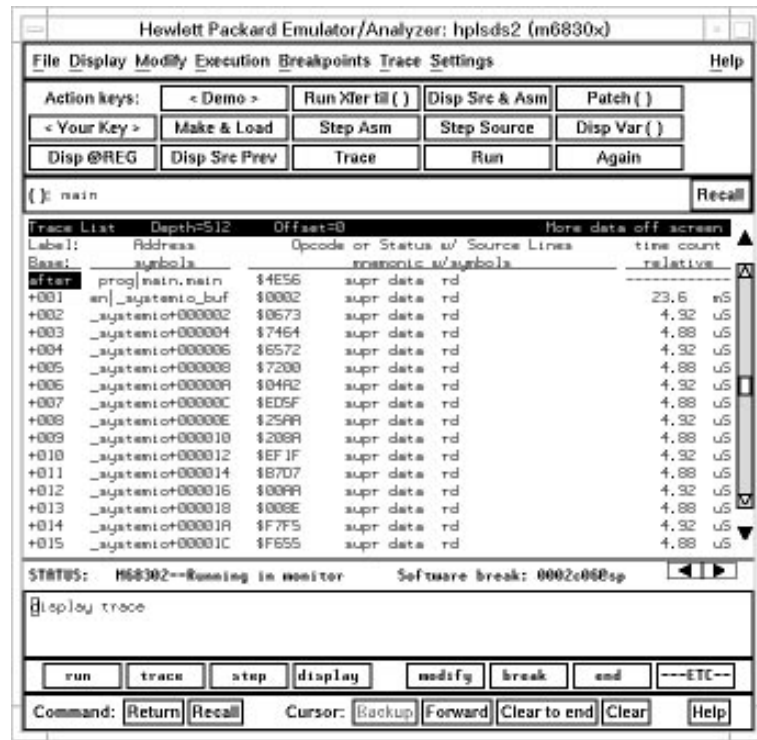 Hewlett Packard Emulator/Analyzer: hplsds2 (m6830x)
File Display Modify Execution Breakpoints Trace Settings Help
Action keys: < Demo > Run Xfer til ( ) Disp Src & Asm Patch ( )
< Your Key > Make & Load Step Asm Step Source Disp Var ( )
Disp @REG Disp Src Prev Trace Run Again
( ): main Recall
Trace List Depth=512 Offset=0 More data off screen
Label: Address Opcode or Status w/ Source Lines time count
Base: symbols mnemonic w/symbols relative
after prog|main.main $4E56 supr data rd ------------
+001 en|_systemio_buf $0002 supr data rd 23.6 mS
+002 _systemio+000002 $0673 supr data rd 4.92 uS
+003 _systemio+000004 $7464 supr data rd 4.88 uS
+004 _systemio+000006 $6572 supr data rd 4.92 uS
+005 _systemio+000008 $7200 supr data rd 4.88 uS
+006 _systemio+00000A $04A2 supr data rd 4.92 uS
+007 _systemio+00000C $ED5F supr data rd 4.88 uS
+008 _systemio+00000E $25AA supr data rd 4.92 uS
+009 _systemio+000010 $208A supr data rd 4.88 uS
+010 _systemio+000012 $EF1F supr data rd 4.92 uS
+011 _systemio+000014 $B7D7 supr data rd 4.88 uS
+012 _systemio+000016 $00AA supr data rd 4.92 uS
+013 _systemio+000018 $008E supr data rd 4.88 uS
+014 _systemio+00001A $F7F5 supr data rd 4.92 uS
+015 _systemio+00001C $F655 supr data rd 4.88 uS
STATUS: M68302--Running in monitor Software break: 0002c060@sp
display trace
run trace step display modify break end ---ETC--
Command: Return Recall Cursor: Backup Forward Clear to end Clear Help